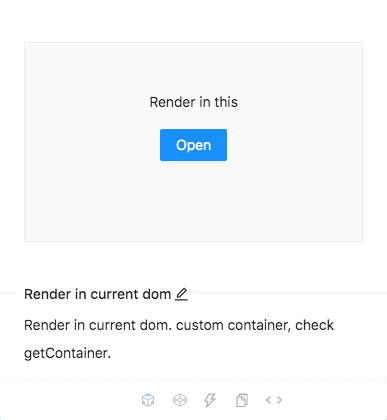 Render in this
Open
Render in current dom
Render in current dom. custom container, check
getContainer.